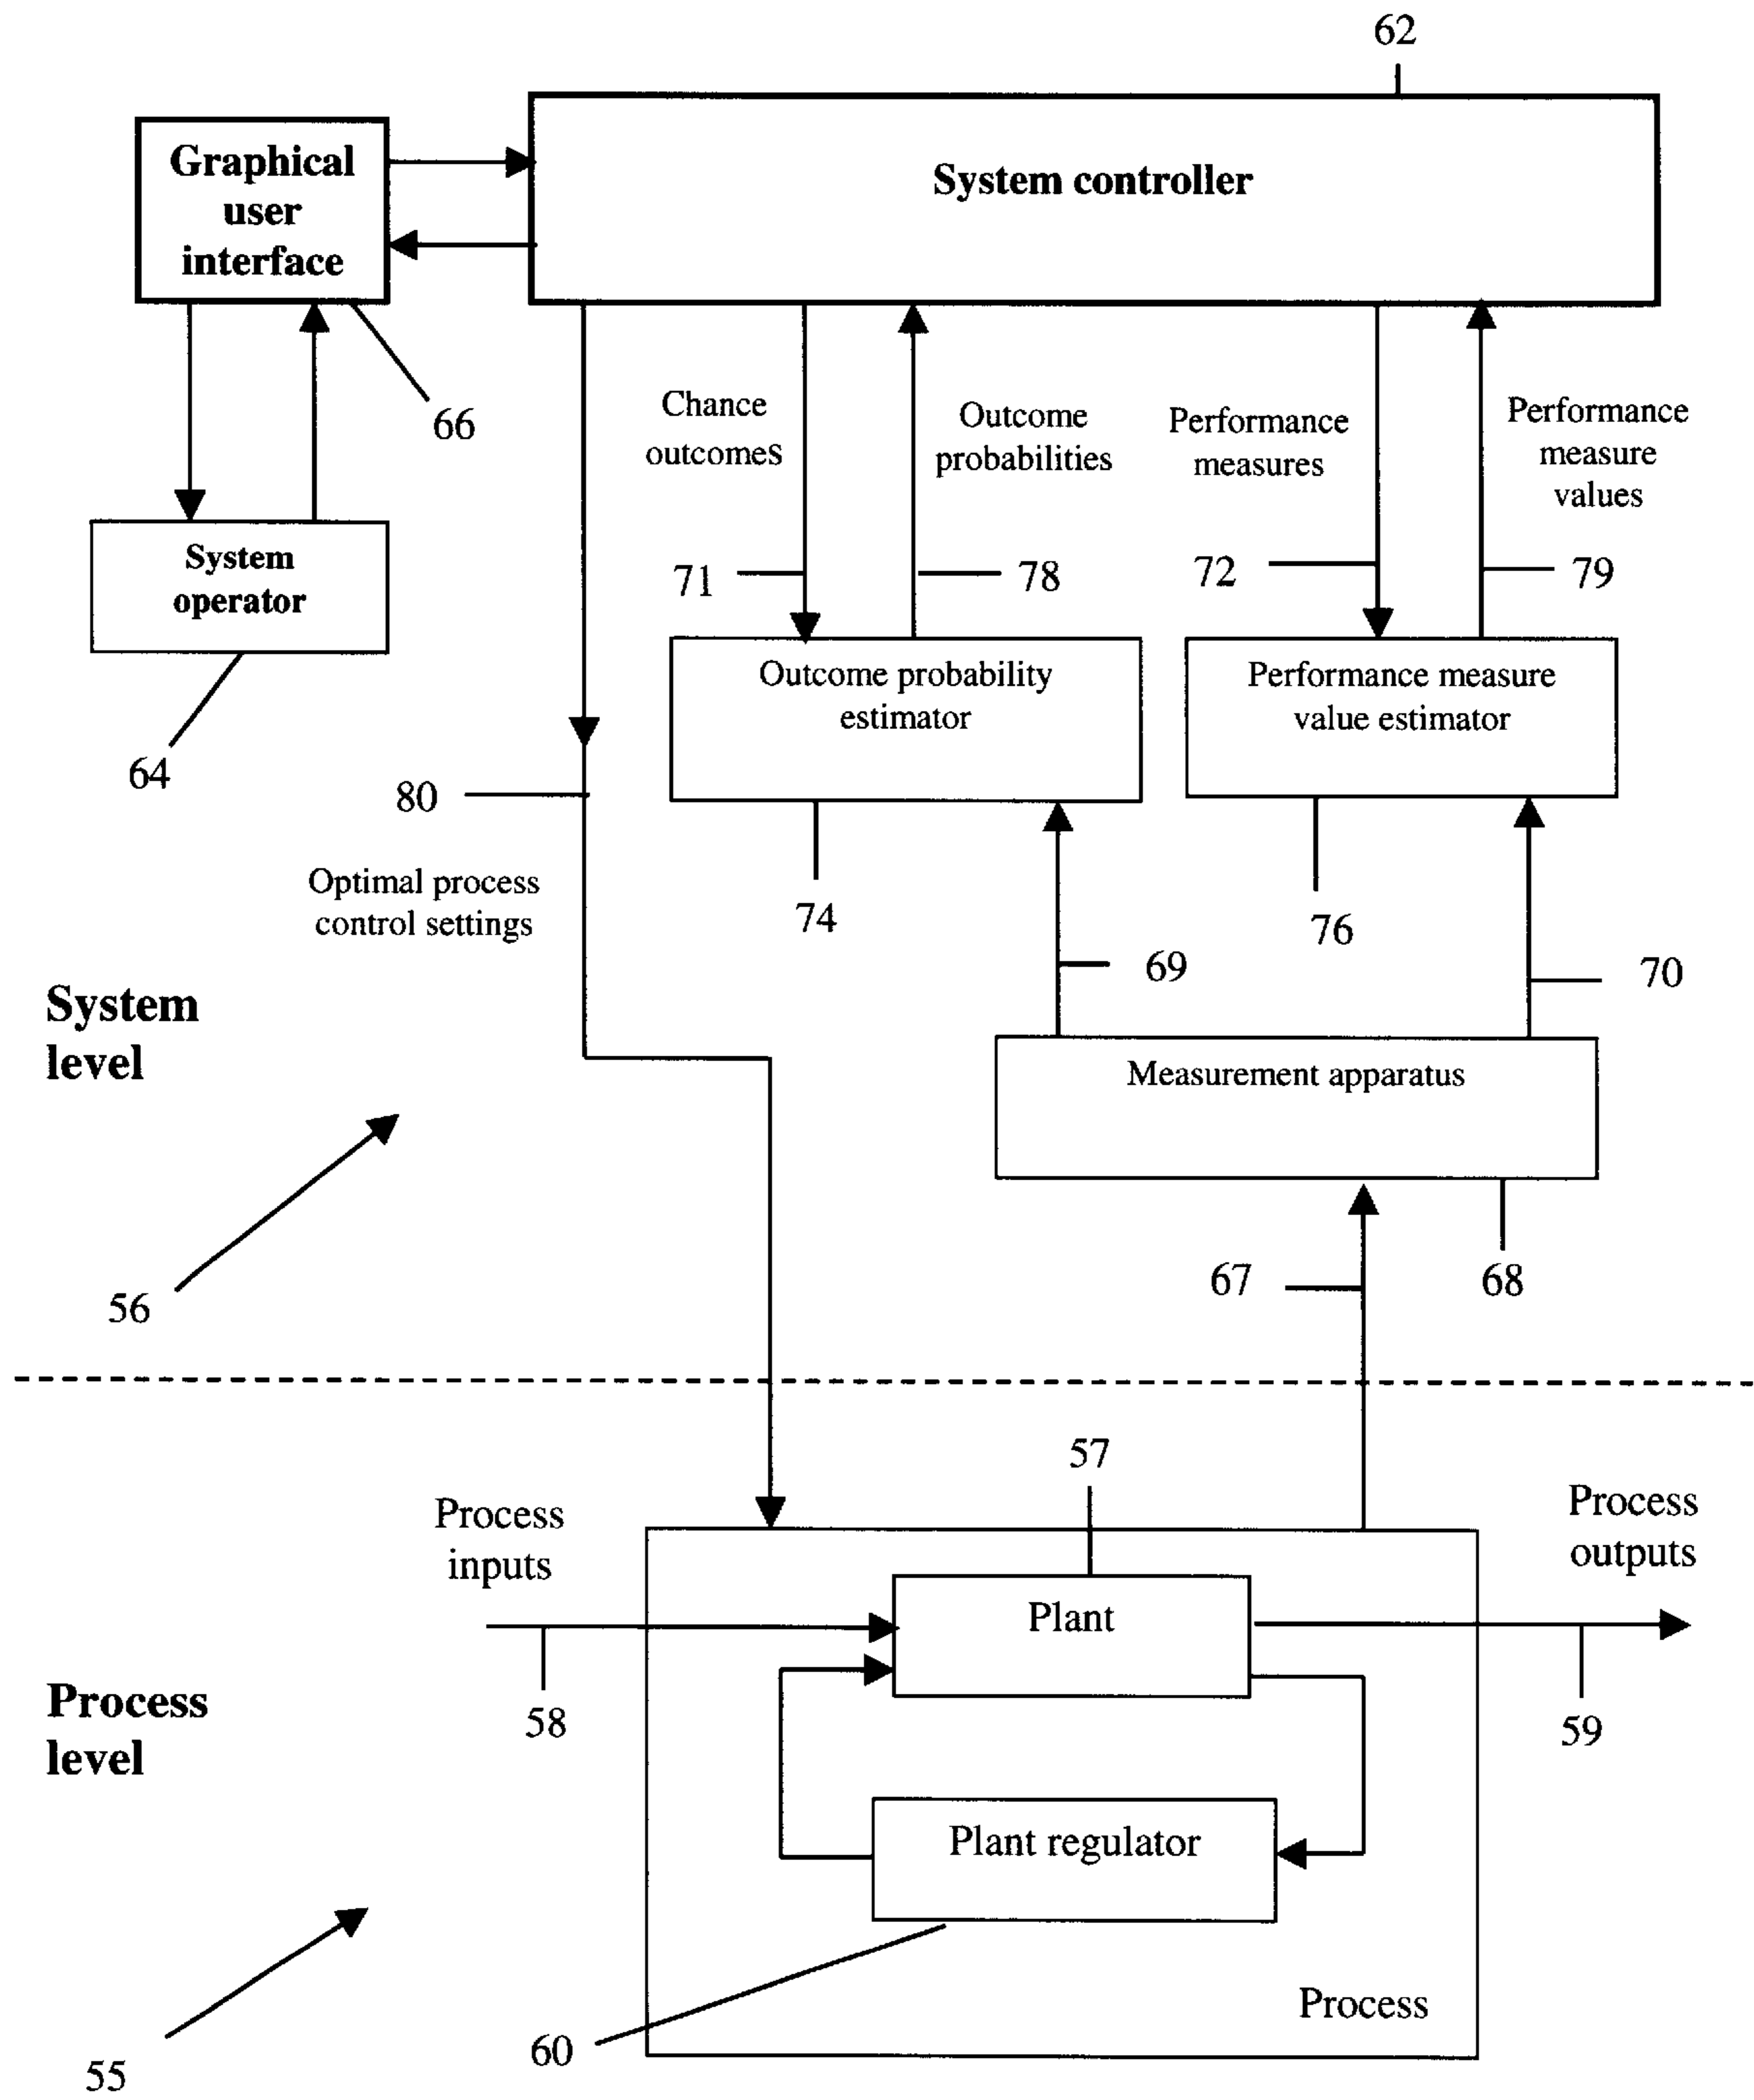 62
Graphical
user
interface
System controller
66
Chance
outcomes
Outcome
probabilities
Performance
measures
Performance
measure
values
System
operator
71
78
72
79
64
Outcome probability
estimator
Performance measure
value estimator
80
74
76
Optimal process
control settings
69
70
System
level
Measurement apparatus
56
67
68
57
Process
inputs
Process
outputs
Plant
58
59
Process
level
Plant regulator
Process
60
55